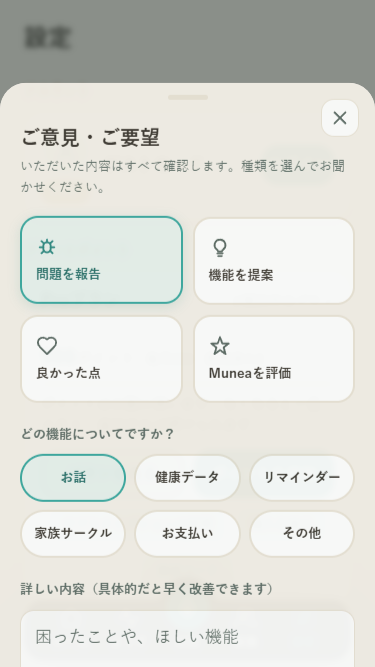 設定
ご意見・ご要望
いただいた内容はすべて確認します。種類を選んでお聞
かせください。
問題を報告
機能を提案
良かった点
Muneaを評価
どの機能についてですか？
お話
健康データ
リマインダー
家族サークル
お支払い
その他
詳しい内容（具体的だと早く改善できます）
困ったことや、ほしい機能